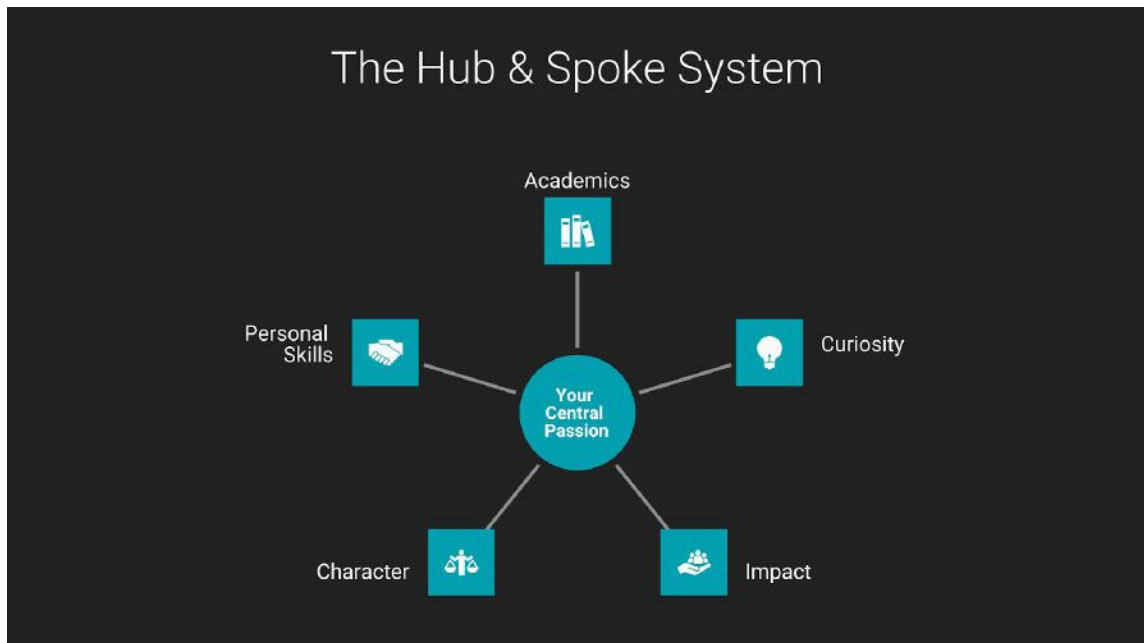 The Hub & Spoke System
Academics
Personal
Skills
Curiosity
Your
Central
Passion
Character
Impact